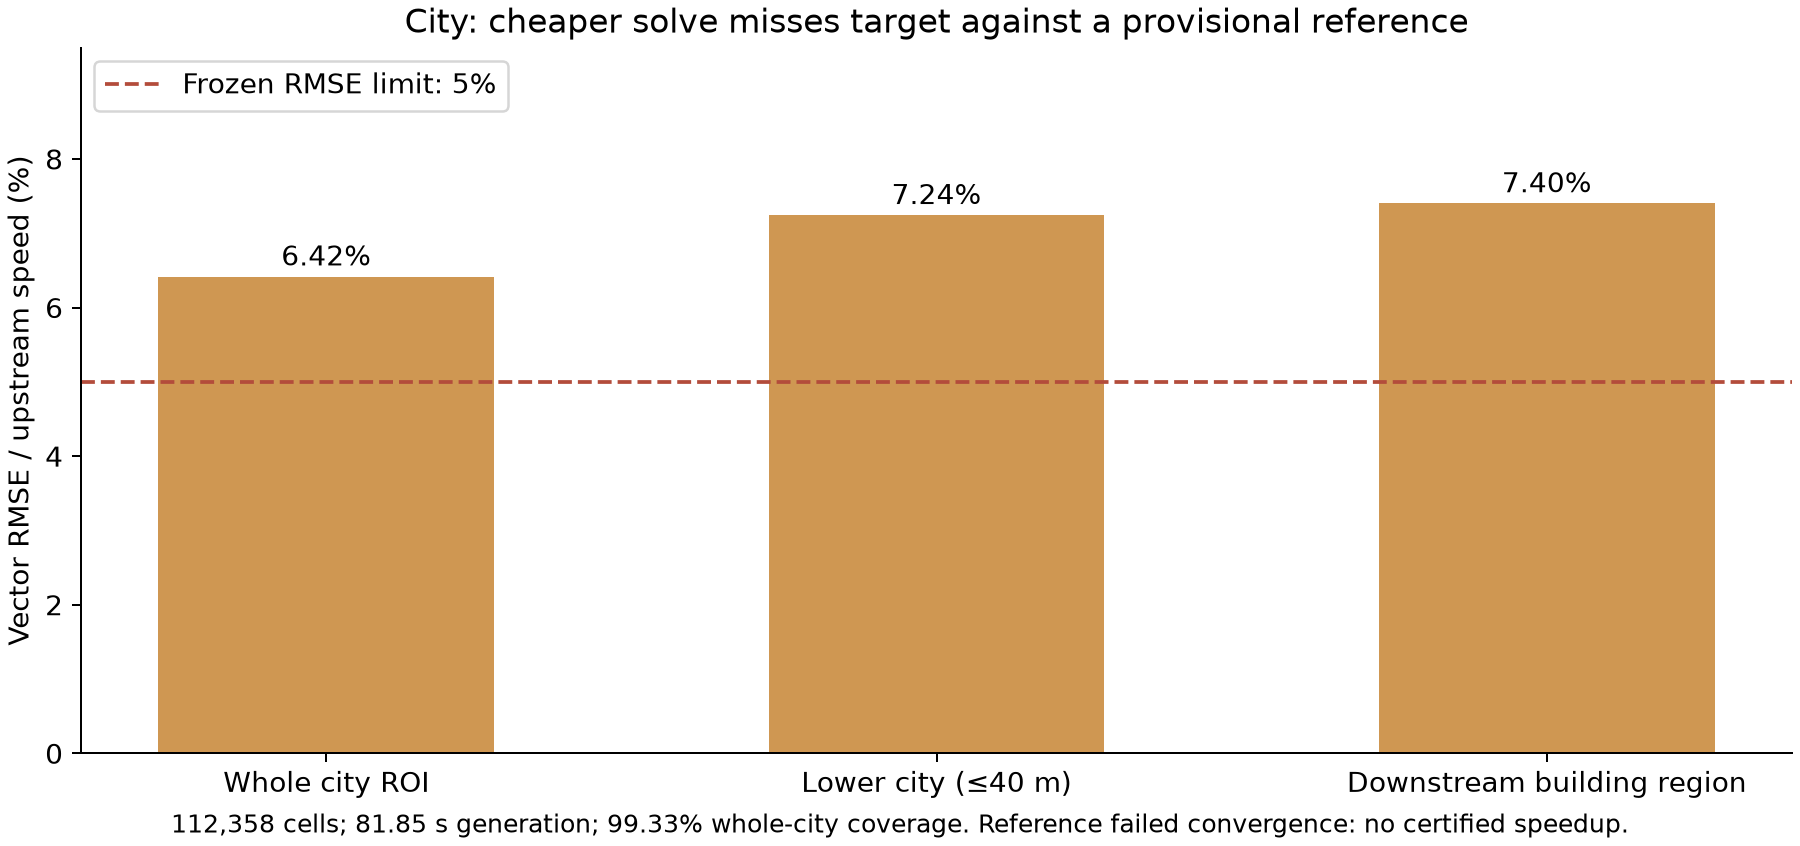 City: cheaper solve misses target against a provisional reference
Frozen RMSE limit: 5%
Vector RMSE / upstream speed (%)
8
6
4
2
0
6.42%
7.24%
7.40%
Whole city ROI
Lower city (≤40 m)
Downstream building region
112,358 cells; 81.85 s generation; 99.33% whole-city coverage. Reference failed convergence: no certified speedup.